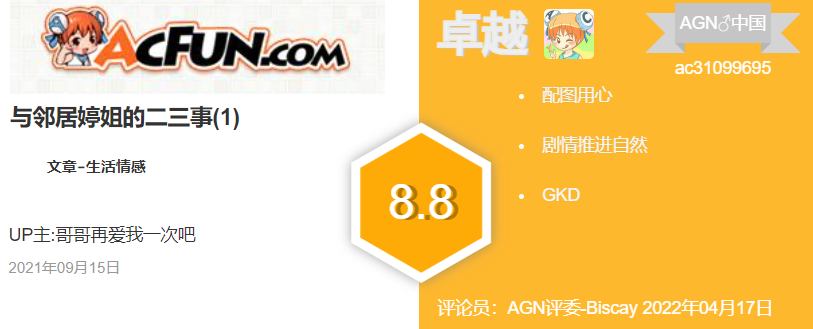 ACFUN.COM
与邻居婷姐的二三事(1)
文章-生活情感
UP主:哥哥再爱我一次吧
2021年09月15日
8.8
卓越
AGN♂中国
ac31099695
• 配图用心
• 剧情推进自然
• GKD
评论员：AGN评委-Biscay 2022年04月17日